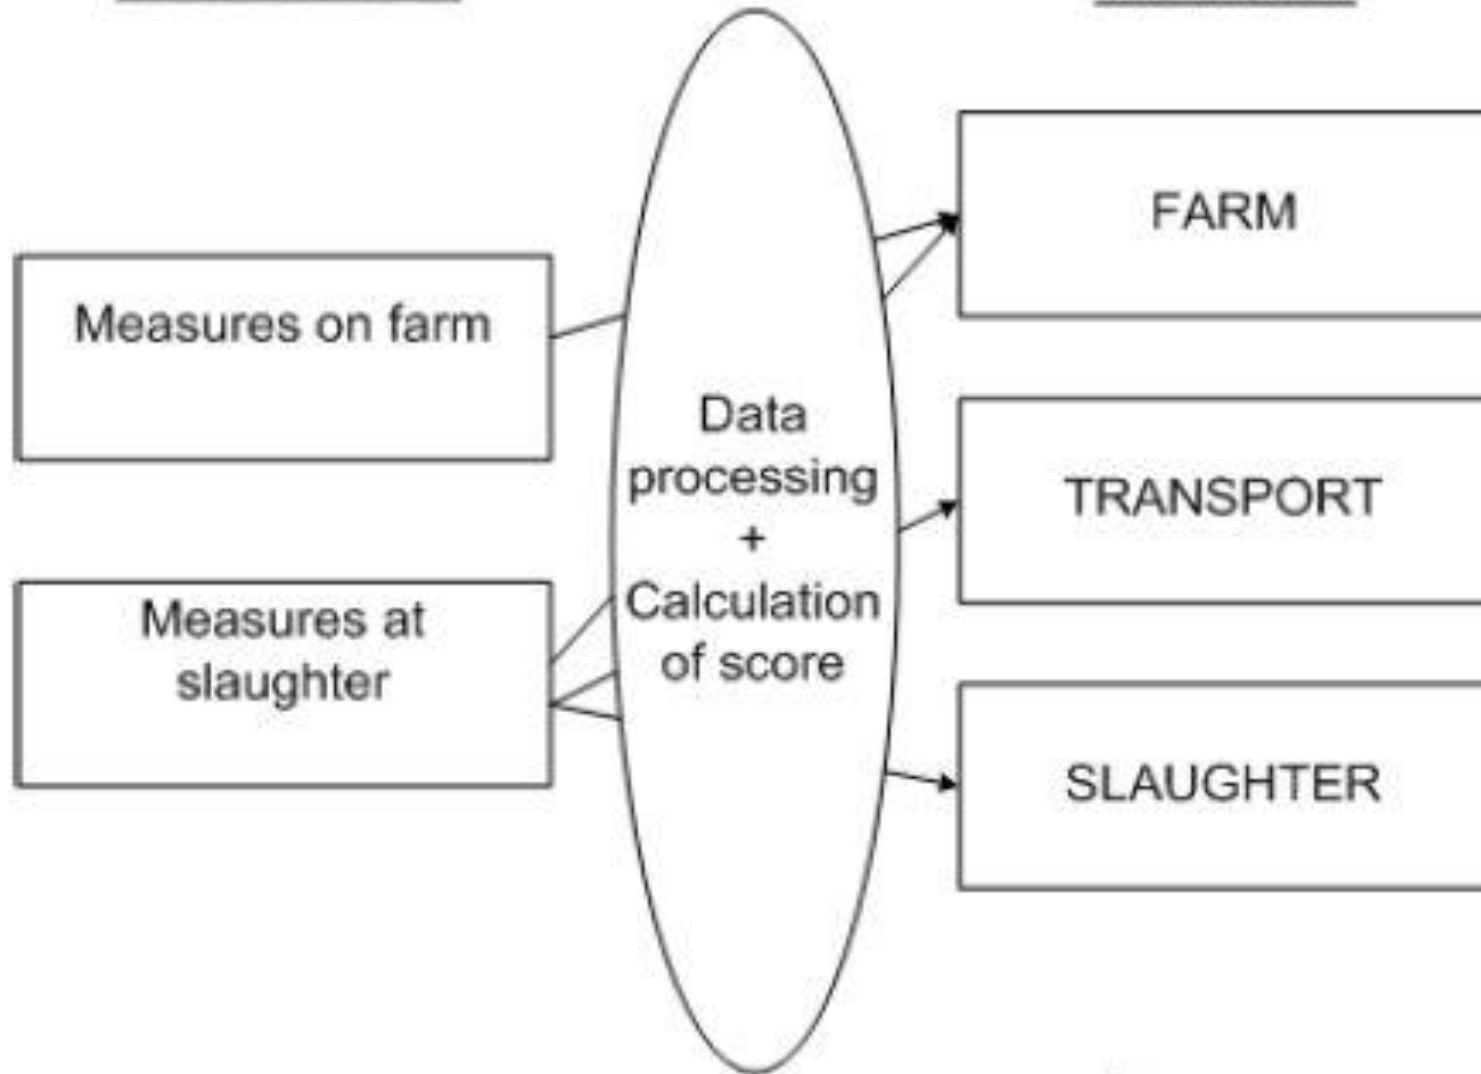 Measures on farm
Measures at
slaughter
Data
processing
+
Calculation
of score
FARM
TRANSPORT
SLAUGHTER